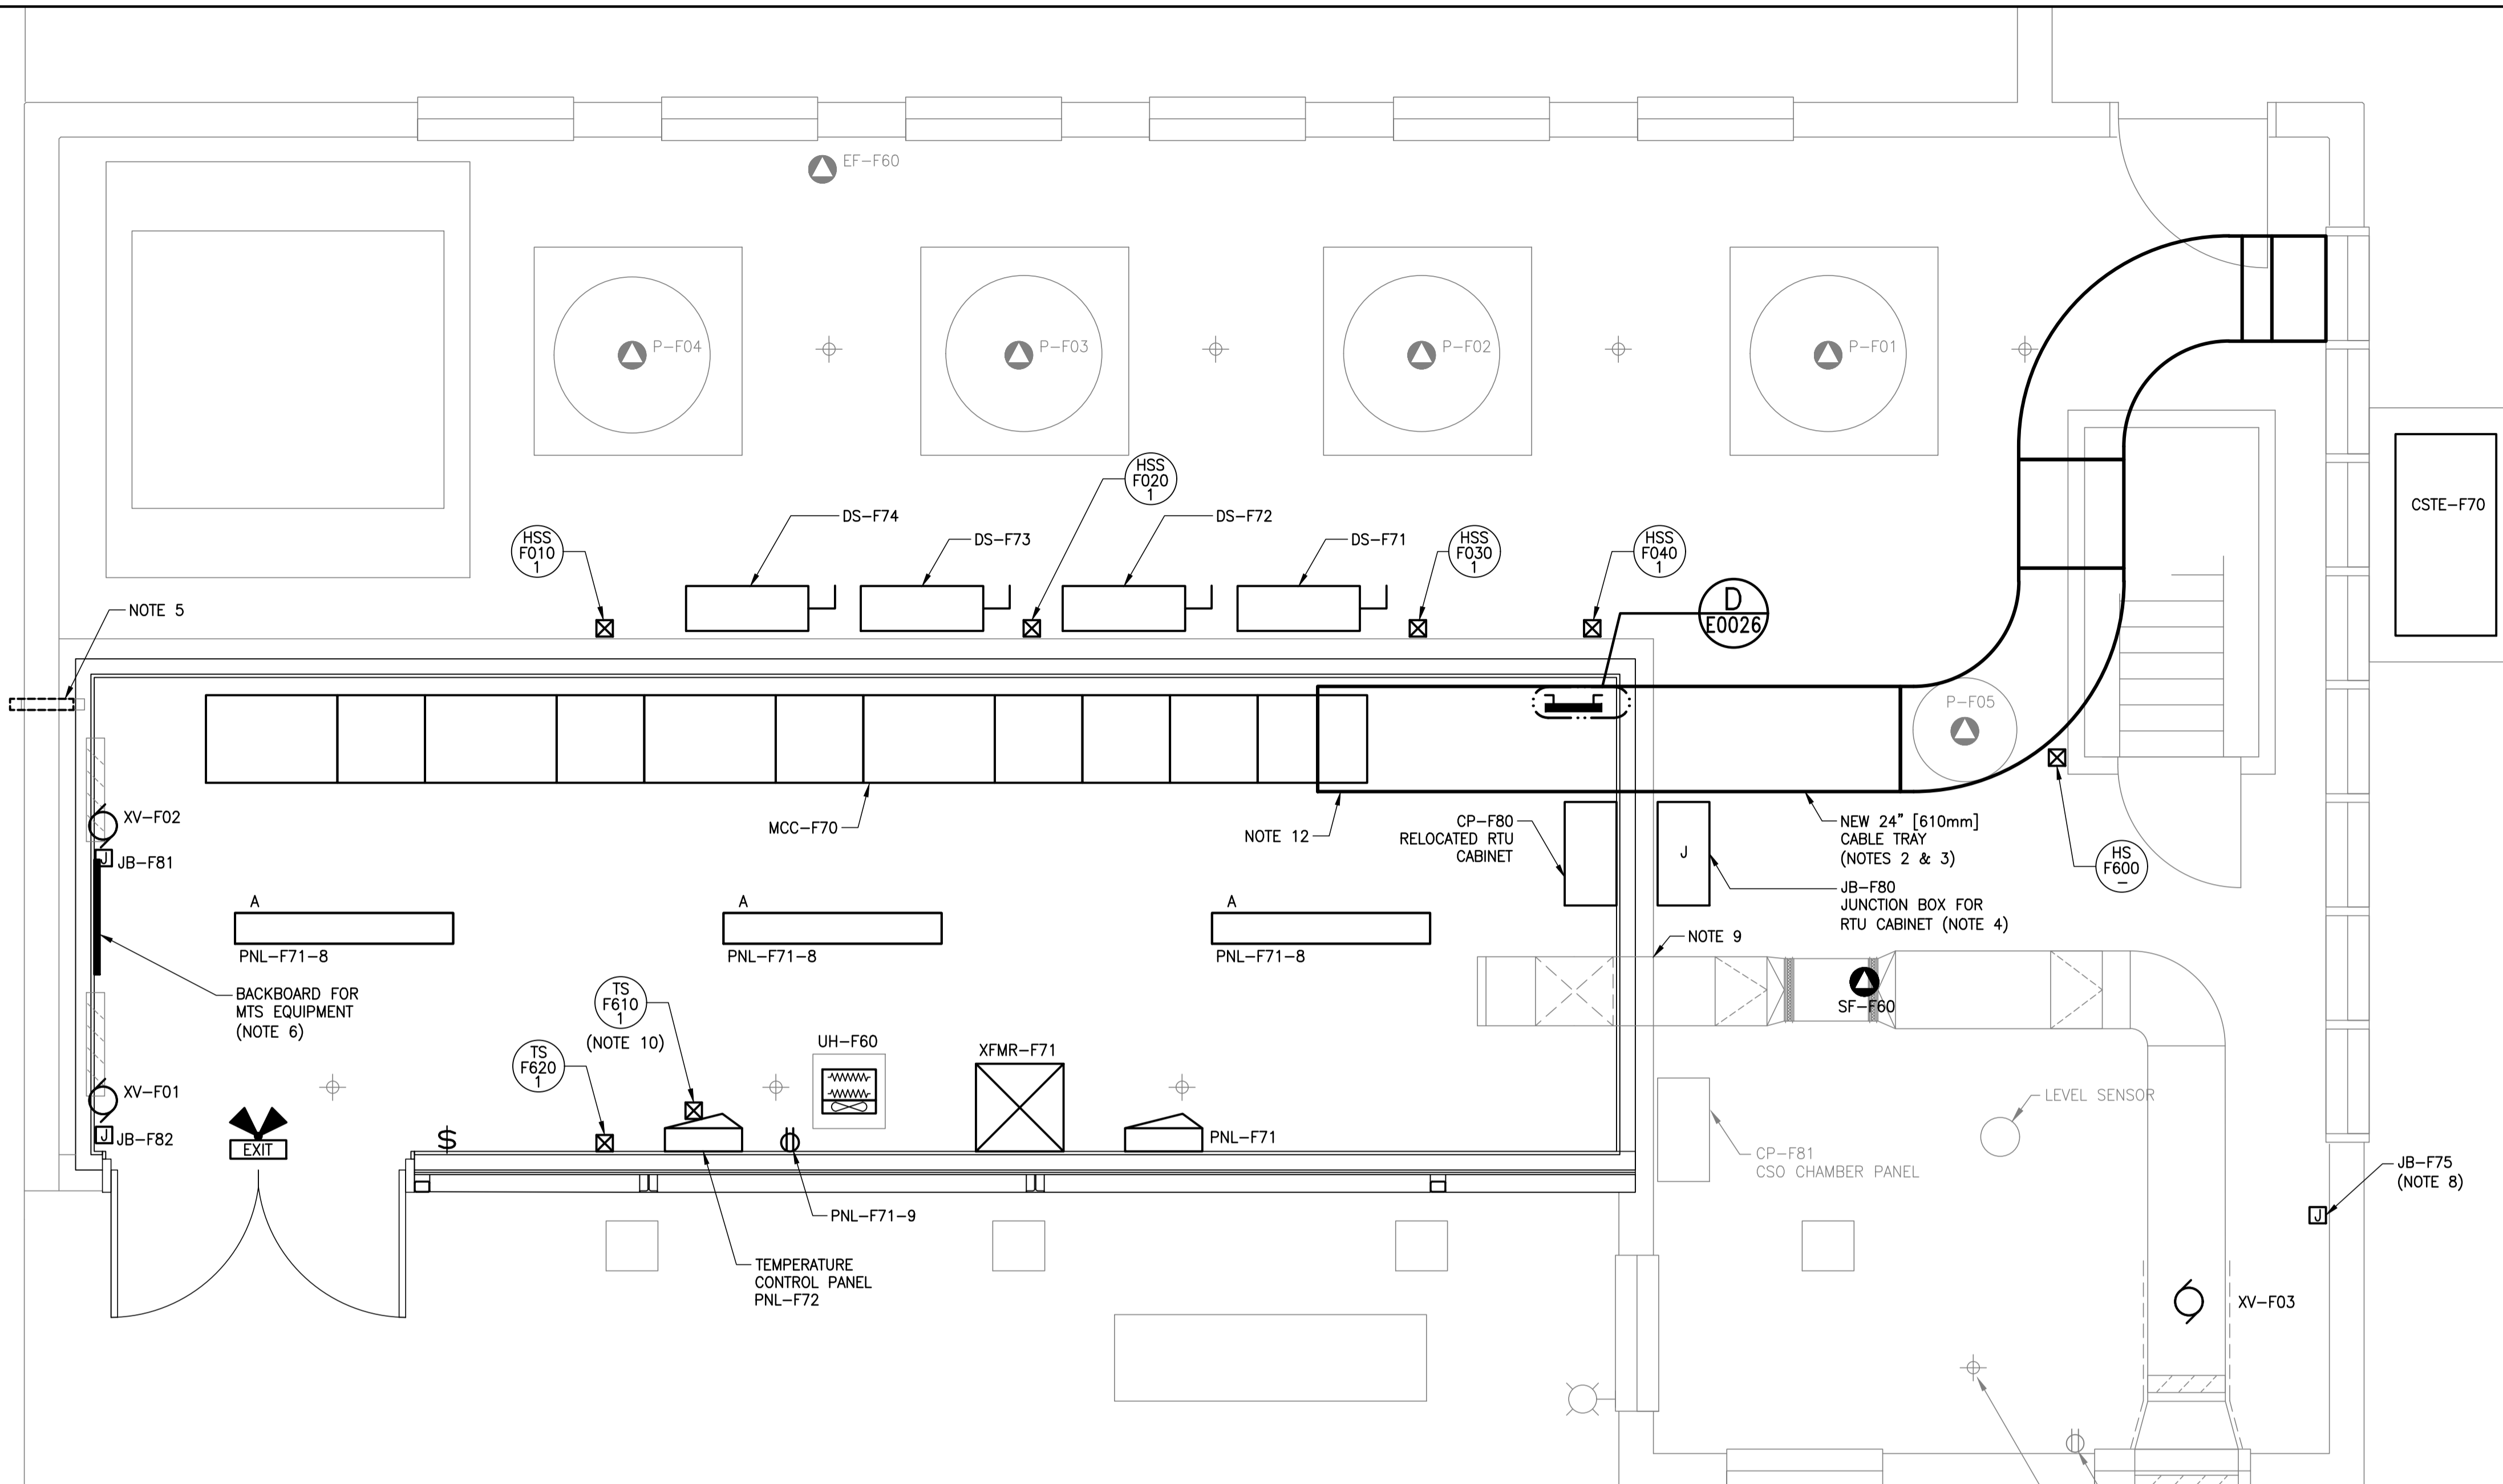 EF-F60
P-F04
P-F03
P-F02
P-F01
HSS
F020
1
CSTE-F70
DS-F74
DS-F72
HSS
F010
1
DS-F73
DS-F71
HSS
F030
1
HSS
F040
1
D
E0026
NOTE 5
P-F05
XV-F02
MCC-F70
NOTE 12
CP-F80
RELOCATED RTU
CABINET
J
NEW 24" [610mm]
CABLE TRAY
(NOTES 2 & 3)
HS
F600
–
J
JB-F81
JB-F80
JUNCTION BOX FOR
RTU CABINET (NOTE 4)
A
A
A
PNL-F71-8
PNL-F71-8
PNL-F71-8
NOTE 9
BACKBOARD FOR
MTS EQUIPMENT
(NOTE 6)
TS
F610
1
(NOTE 10)
SF-F60
UH-F60
XFMR-F71
TS
F620
1
XV-F01
LEVEL SENSOR
J
JB-F82
EXIT
$
PNL-F71
CP-F81
CSO CHAMBER PANEL
JB-F75
(NOTE 8)
J
PNL-F71-9
TEMPERATURE
CONTROL PANEL
PNL-F72
XV-F03